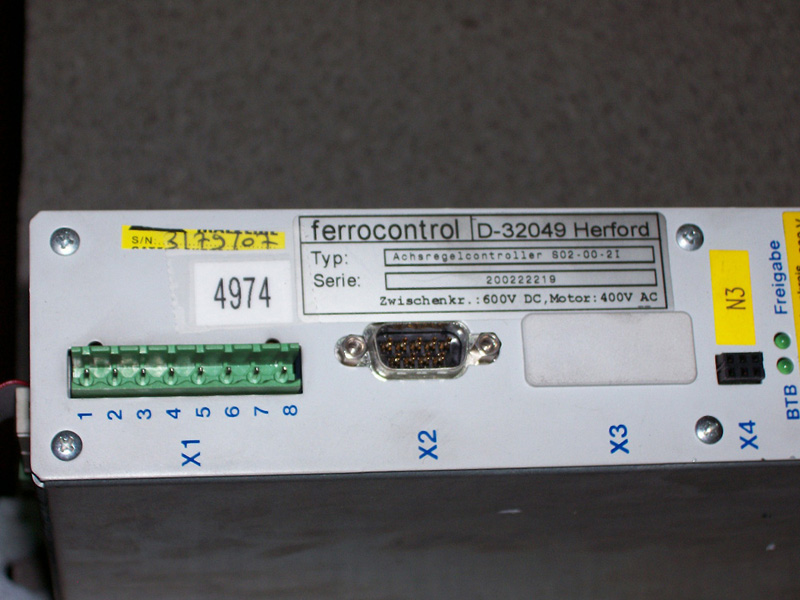 ferrocontrol D-32049 Herford
Typ: Achsregelcontroller S02-00-2I
Serie: 200222219
Zwischenkr.:600V DC,Motor:400V AC
S/N:
4974
N3
Freigabe
BTB
1 2 3 4 5 6 7 8
X1
X2
X3
X4